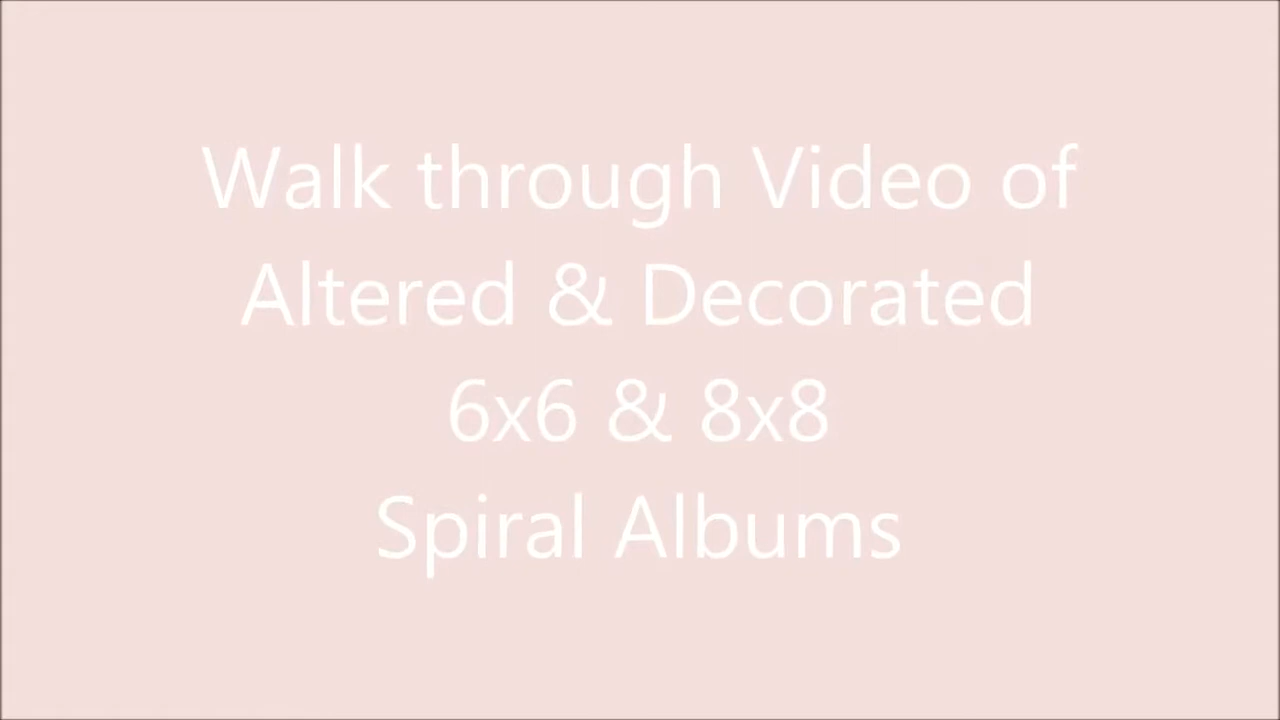 Walk through Video of
Altered & Decorated
6x6 & 8x8
Spiral Albums